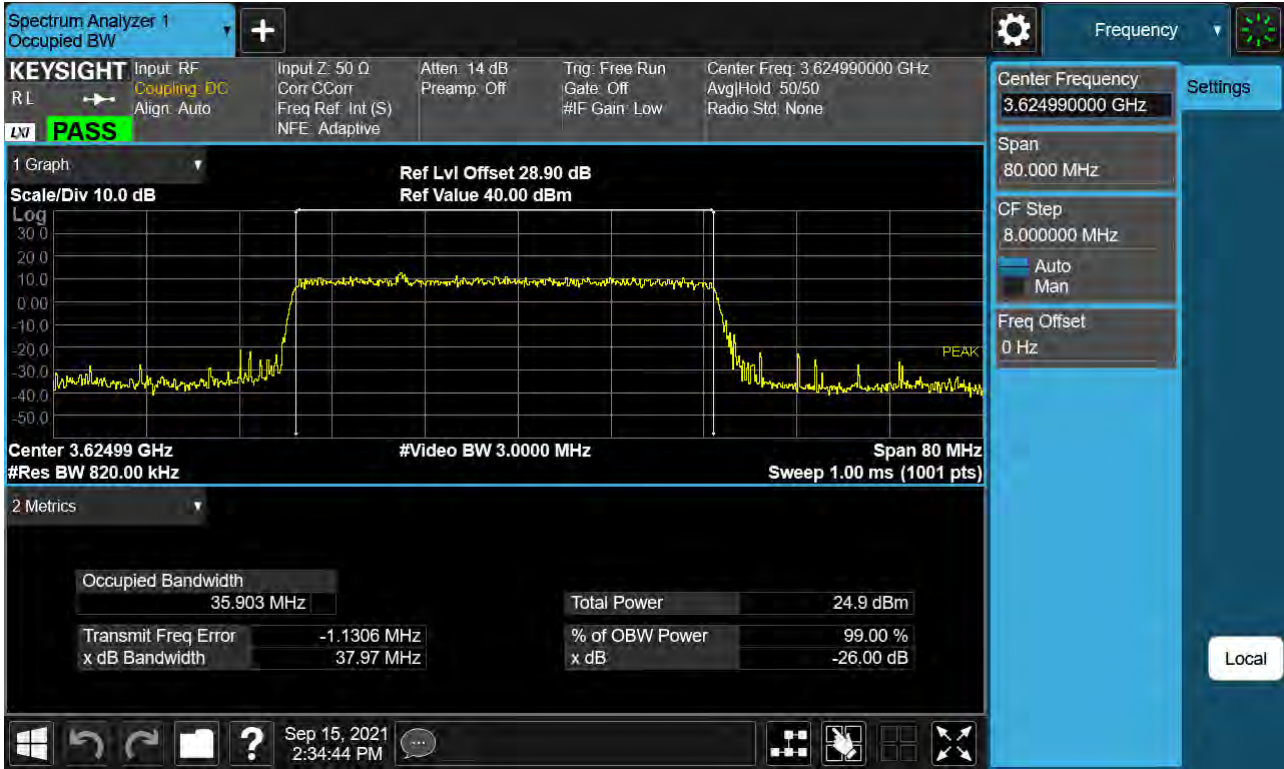 Spectrum Analyzer 1
Occupied BW
+
Frequency
KEYSIGHT
RL
LXI
PASS
Input: RF
Coupling: DC
Align: Auto
Input Z: 50 Ω
Corr CCorr
Freq Ref: Int (S)
NFE: Adaptive
Atten: 14 dB
Preamp: Off
Trig: Free Run
Gate: Off
#IF Gain: Low
Center Freq: 3.624990000 GHz
Avg|Hold: 50/50
Radio Std: None
Center Frequency
3.624990000 GHz
Settings
Span
80.000 MHz
CF Step
8.000000 MHz
Auto
Man
Freq Offset
0 Hz
1 Graph
Scale/Div 10.0 dB
Ref Lvl Offset 28.90 dB
Ref Value 40.00 dBm
Log
30.0
20.0
10.0
0.00
-10.0
-20.0
-30.0
-40.0
-50.0
PEAK
Center 3.62499 GHz
#Video BW 3.0000 MHz
Span 80 MHz
#Res BW 820.00 kHz
Sweep 1.00 ms (1001 pts)
2 Metrics
Occupied Bandwidth
35.903 MHz
Total Power 24.9 dBm
Transmit Freq Error -1.1306 MHz
% of OBW Power 99.00 %
x dB Bandwidth 37.97 MHz
x dB -26.00 dB
Local
?
Sep 15, 2021
2:34:44 PM